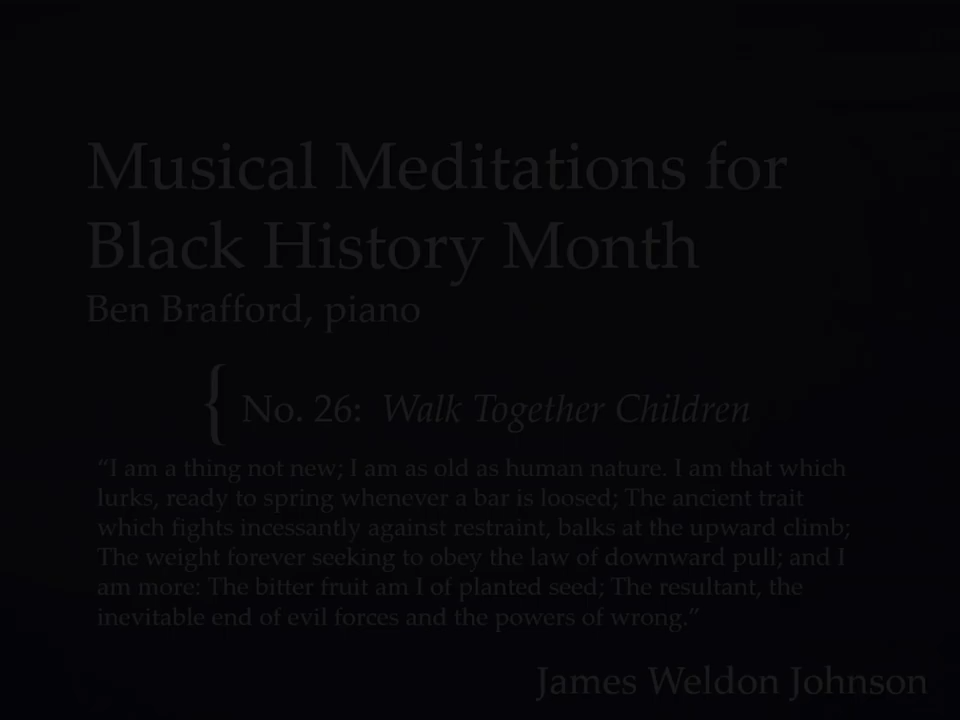 Musical Meditations for
Black History Month
Ben Brafford, piano
{ No. 26: Walk Together Children
“I am a thing not new; I am as old as human nature. I am that which
lurks, ready to spring whenever a bar is loosed; The ancient trait
which fights incessantly against restraint, balks at the upward climb;
The weight forever seeking to obey the law of downward pull; and I
am more: The bitter fruit am I of planted seed; The resultant, the
inevitable end of evil forces and the powers of wrong.”
James Weldon Johnson